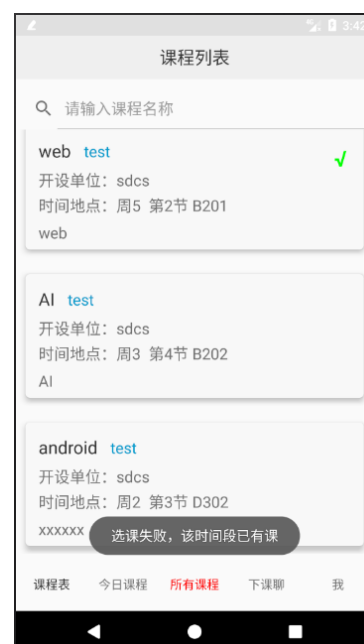 3:42
课程列表
请输入课程名称
web test
√
开设单位：sdcs
时间地点：周5 第2节 B201
web
AI test
开设单位：sdcs
时间地点：周3 第4节 B202
AI
android test
开设单位：sdcs
时间地点：周2 第3节 D302
xxxxxx
选课失败，该时间段已有课
课程表 今日课程 所有课程 下课聊 我